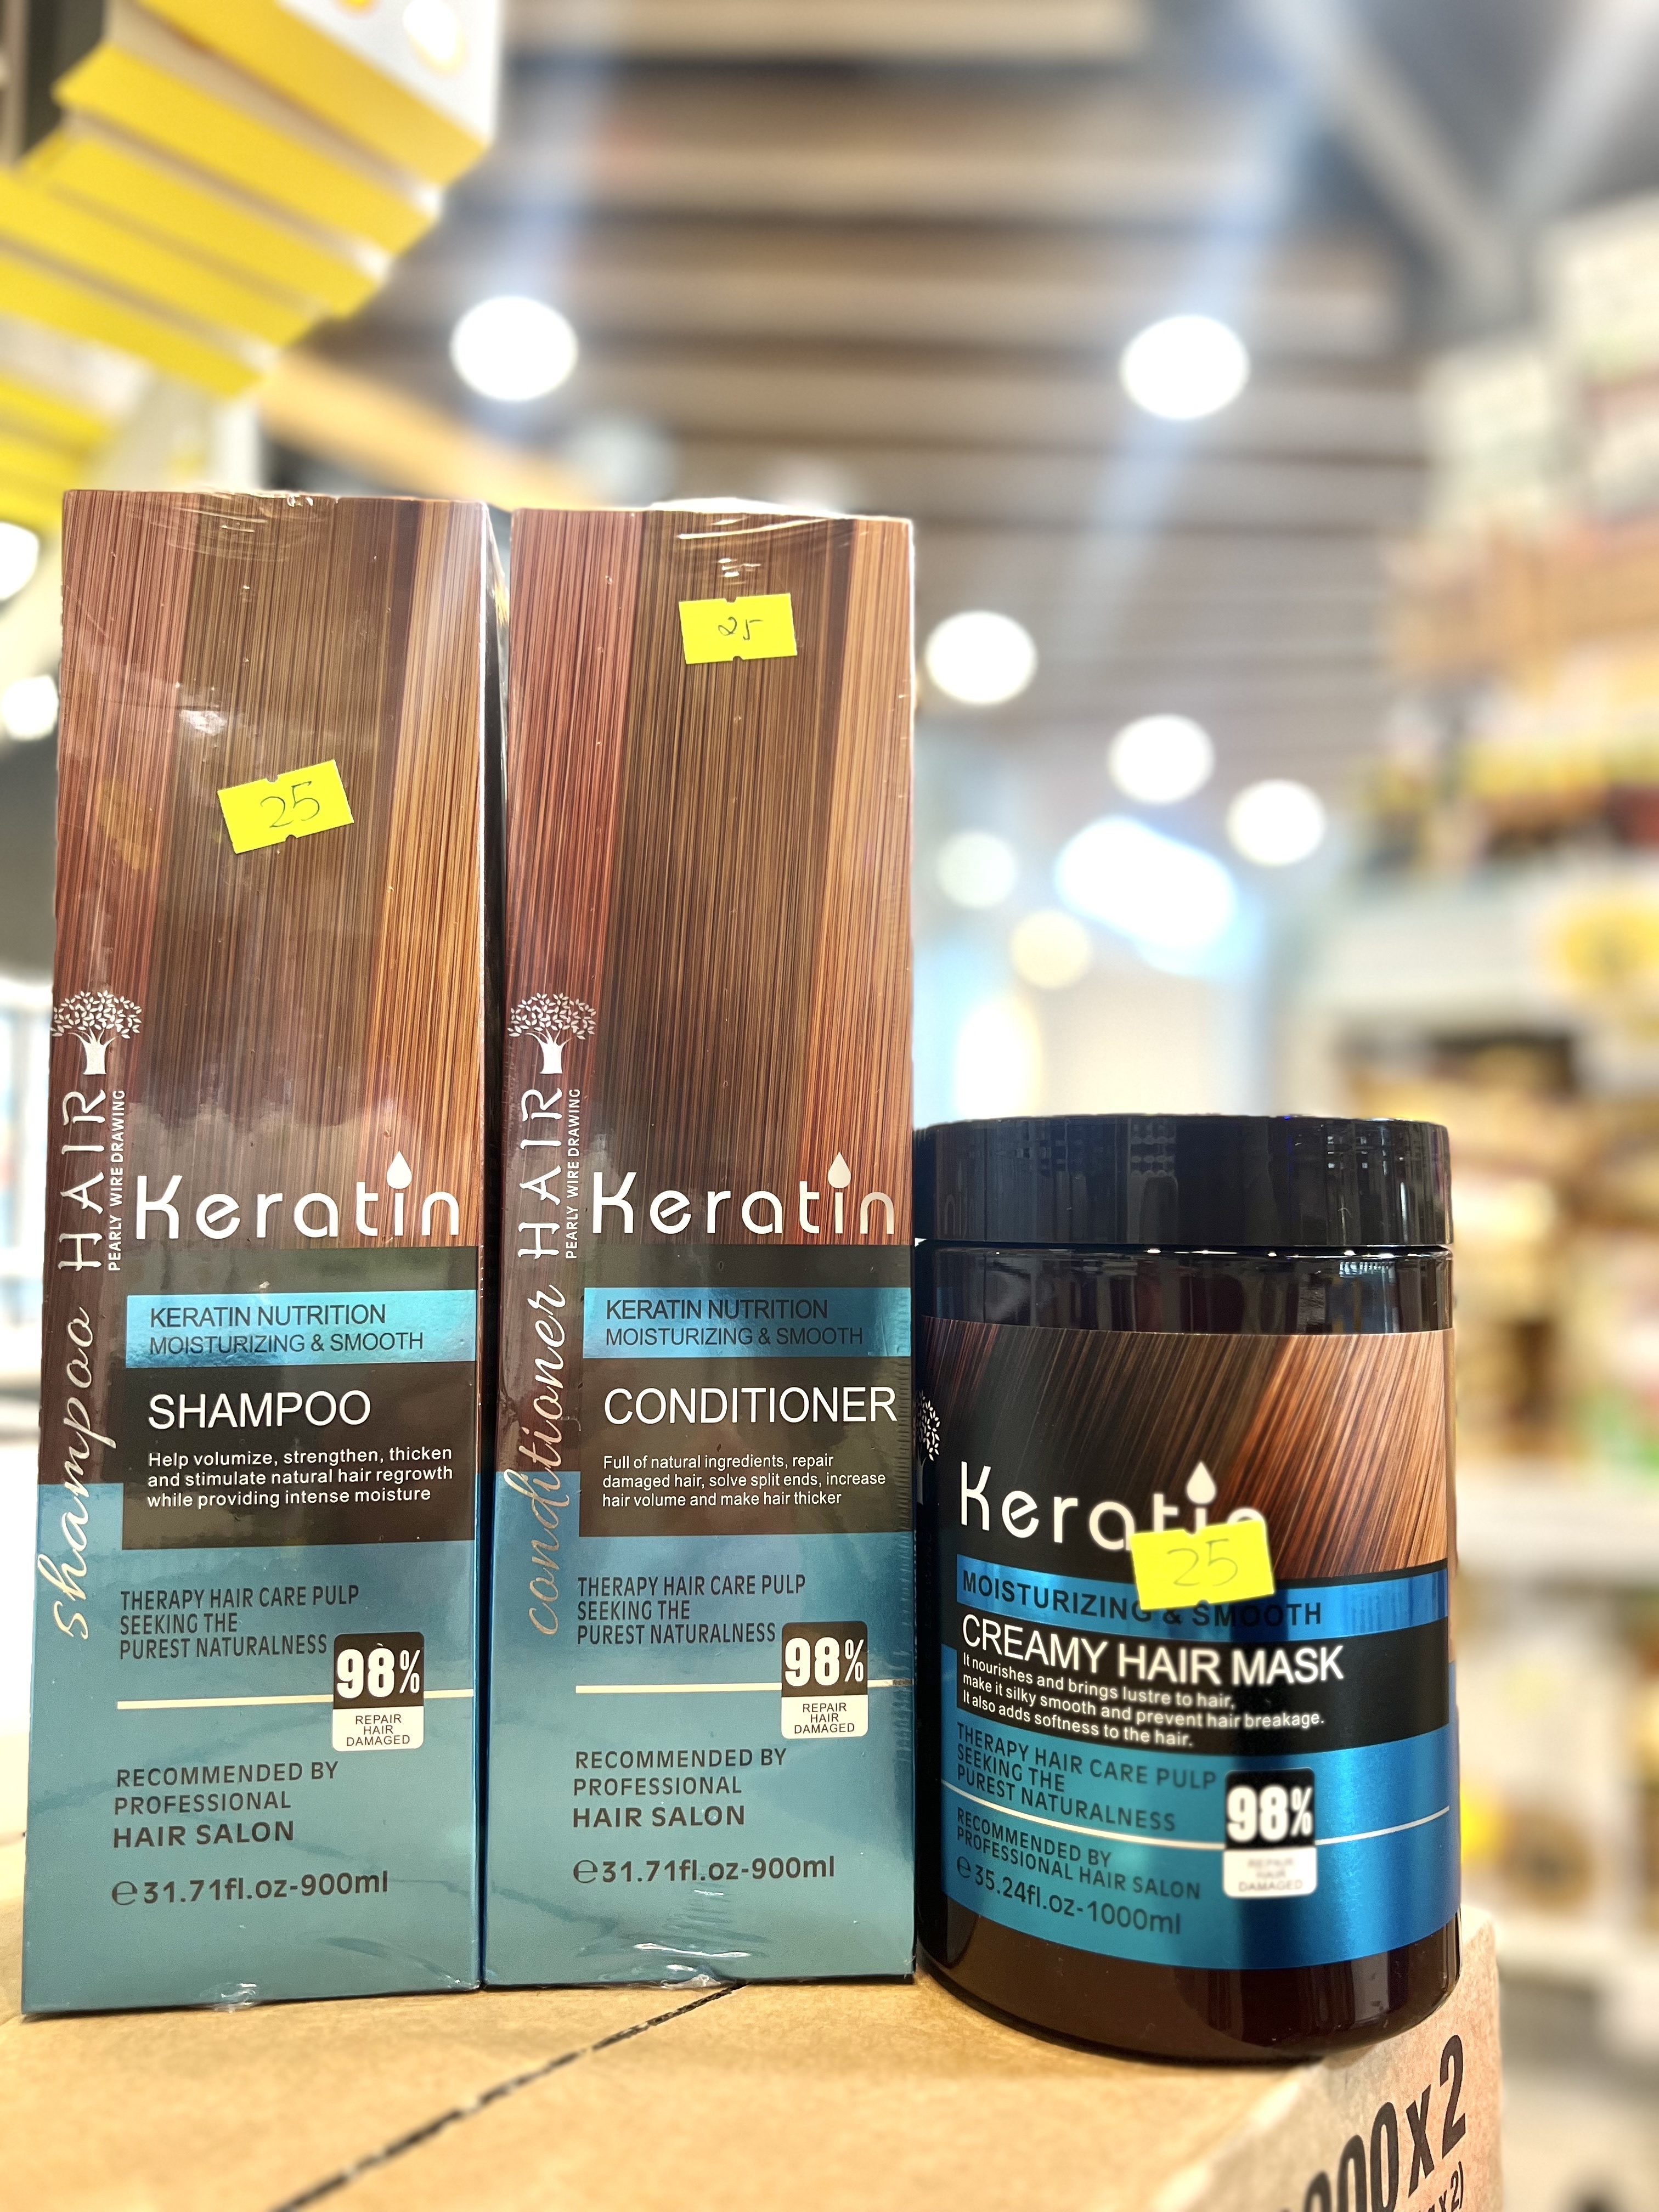 25
HAIR
PEARLY WIRE DRAWING
shampoo
Keratin
KERATIN NUTRITION
MOISTURIZING & SMOOTH
SHAMPOO
Help volumize, strengthen, thicken
and stimulate natural hair regrowth
while providing intense moisture
THERAPY HAIR CARE PULP
SEEKING THE
PUREST NATURALNESS
98%
REPAIR
HAIR
DAMAGED
RECOMMENDED BY
PROFESSIONAL
HAIR SALON
℮31.71fl.oz-900ml
25
HAIR
PEARLY WIRE DRAWING
conditioner
Keratin
KERATIN NUTRITION
MOISTURIZING & SMOOTH
CONDITIONER
Full of natural ingredients, repair
damaged hair, solve split ends, increase
hair volume and make hair thicker
THERAPY HAIR CARE PULP
SEEKING THE
PUREST NATURALNESS
98%
REPAIR
HAIR
DAMAGED
RECOMMENDED BY
PROFESSIONAL
HAIR SALON
℮31.71fl.oz-900ml
Keratin
25
MOISTURIZING & SMOOTH
CREAMY HAIR MASK
It nourishes and brings lustre to hair,
make it silky smooth and prevent hair breakage.
It also adds softness to the hair.
THERAPY HAIR CARE PULP
SEEKING THE
PUREST NATURALNESS
98%
REPAIR
HAIR
DAMAGED
RECOMMENDED BY
PROFESSIONAL HAIR SALON
℮35.24fl.oz-1000ml